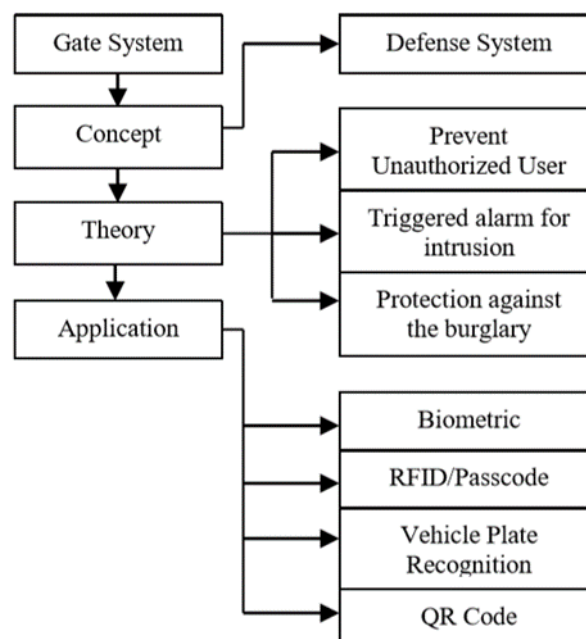 Gate System
Defense System
Concept
Prevent
Unauthorized User
Theory
Triggered alarm for
intrusion
Protection against
the burglary
Application
Biometric
RFID/Passcode
Vehicle Plate
Recognition
QR Code